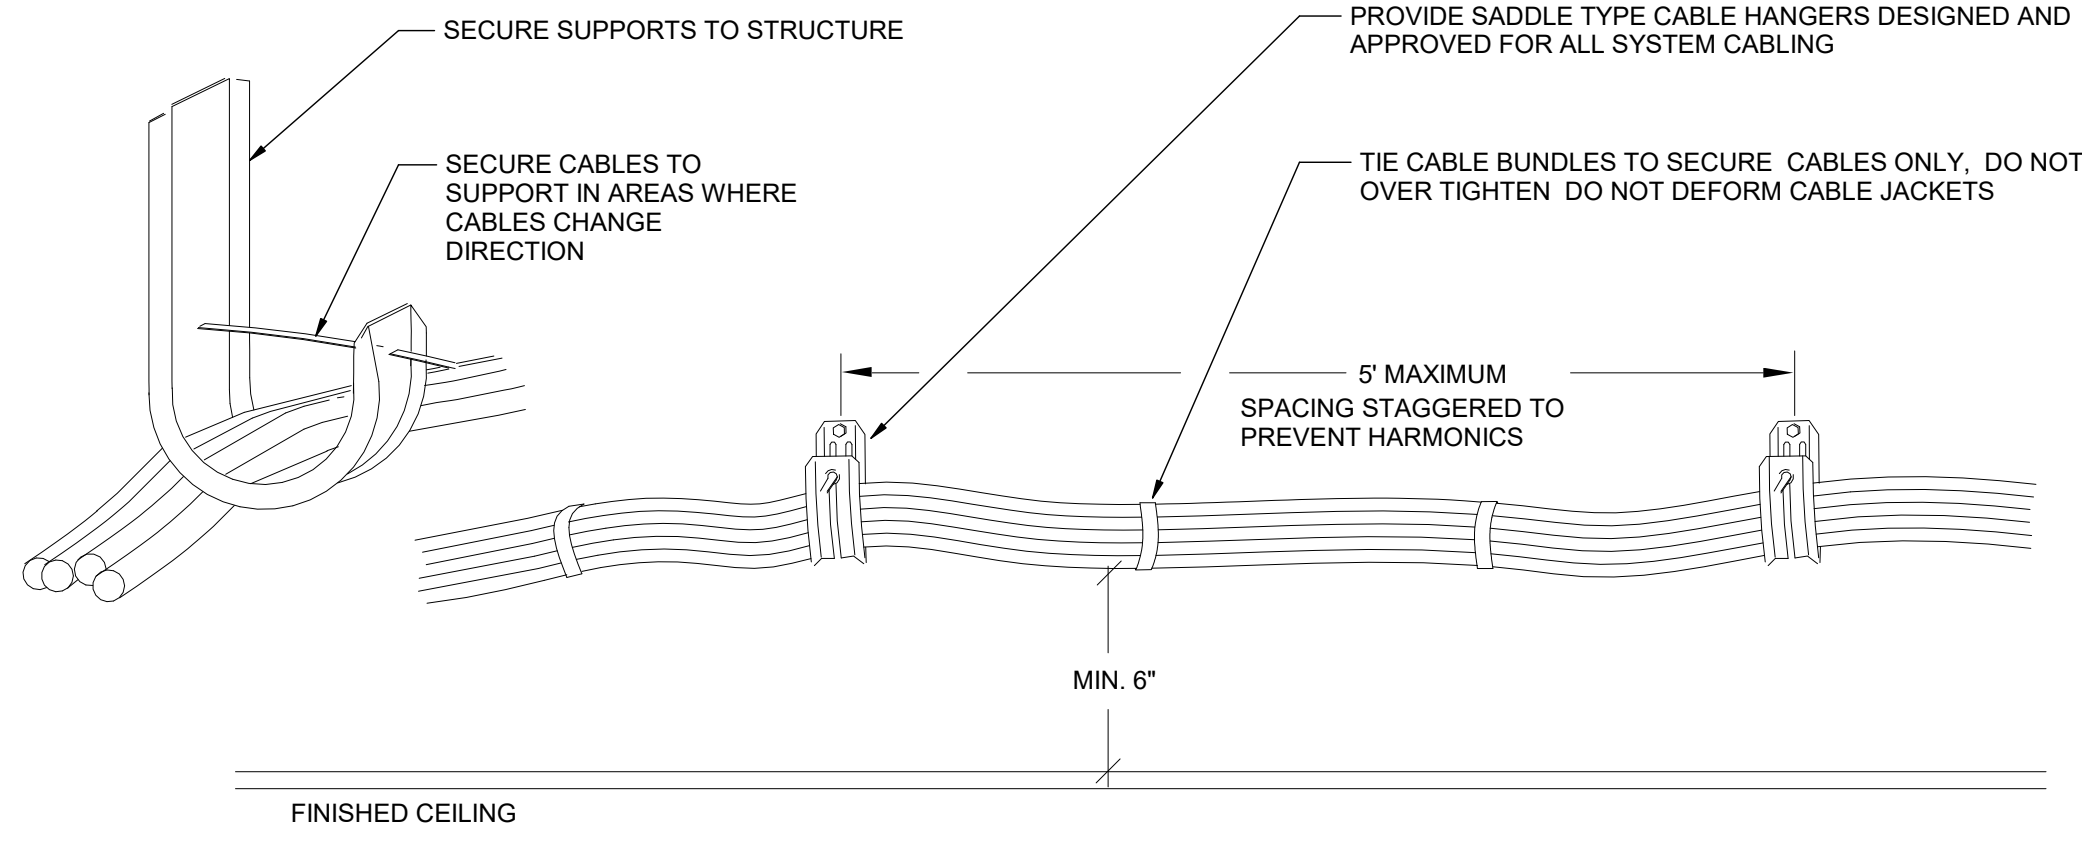 SECURE SUPPORTS TO STRUCTURE
PROVIDE SADDLE TYPE CABLE HANGERS DESIGNED AND
APPROVED FOR ALL SYSTEM CABLING
SECURE CABLES TO
SUPPORT IN AREAS WHERE
CABLES CHANGE
DIRECTION
TIE CABLE BUNDLES TO SECURE  CABLES ONLY,  DO NOT
OVER TIGHTEN  DO NOT DEFORM CABLE JACKETS
5' MAXIMUM
SPACING STAGGERED TO
PREVENT HARMONICS
MIN. 6"
FINISHED CEILING